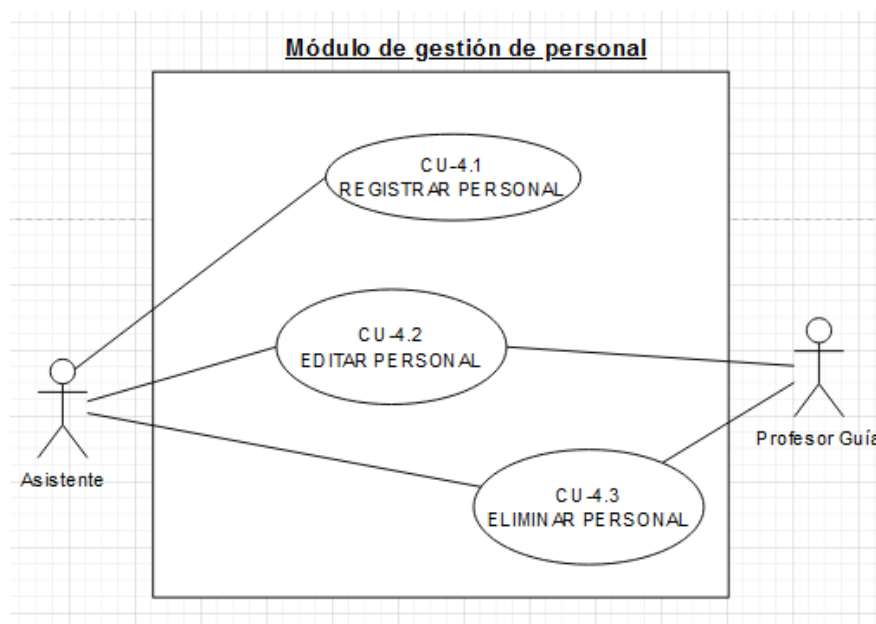 Módulo de gestión de personal
CU-4.1
REGISTRAR PERSONAL
CU-4.2
EDITAR PERSONAL
Asistente
Profesor Guía
CU-4.3
ELIMINAR PERSONAL